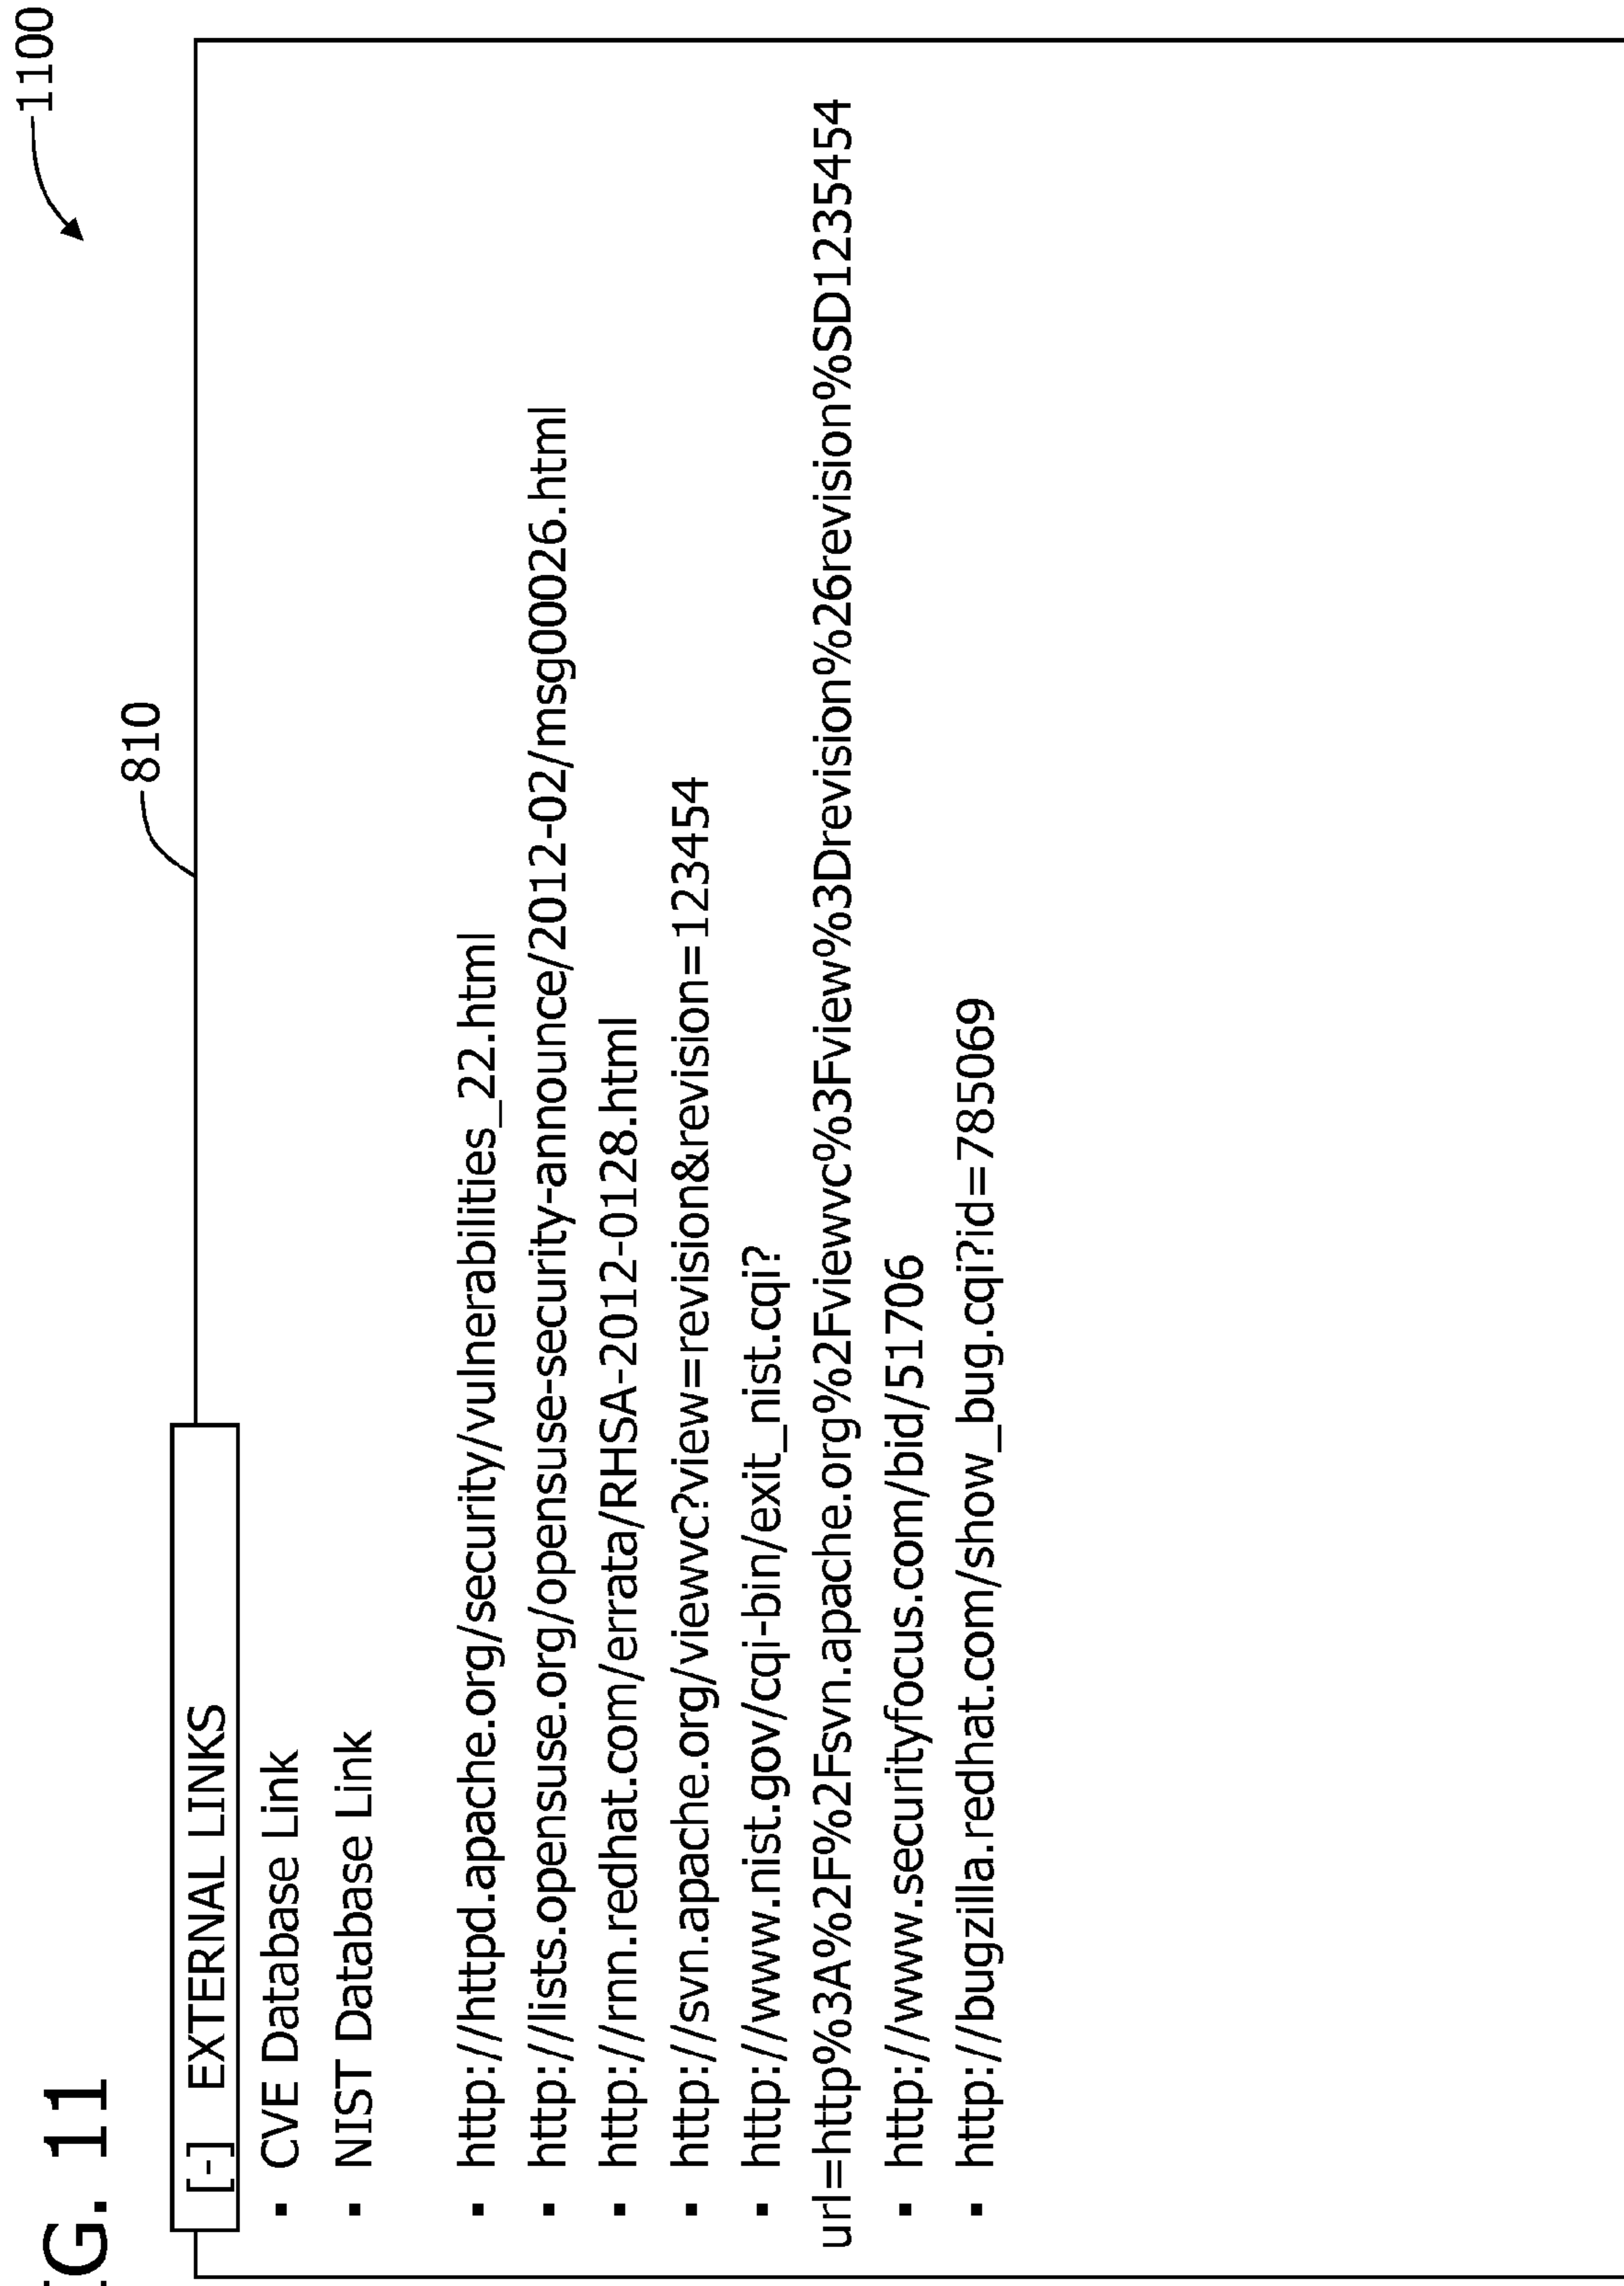 IG. 11
1100
810
[-] EXTERNAL LINKS
▪ CVE Database Link
▪ NIST Database Link
▪ http://httpd.apache.org/security/vulnerabilities_22.html
▪ http://lists.opensuse.org/opensuse-security-announce/2012-02/msg00026.html
▪ http://rnn.redhat.com/errata/RHSA-2012-0128.html
▪ http://svn.apache.org/viewvc?view=revision&revision=123454
▪ http://www.nist.gov/cqi-bin/exit_nist.cqi?
url=http%3A%2F%2Fsvn.apache.org%2Fviewvc%3Fview%3Drevision%26revision%SD1235454
▪ http://www.securityfocus.com/bid/51706
▪ http://bugzilla.redhat.com/show_bug.cqi?id=785069